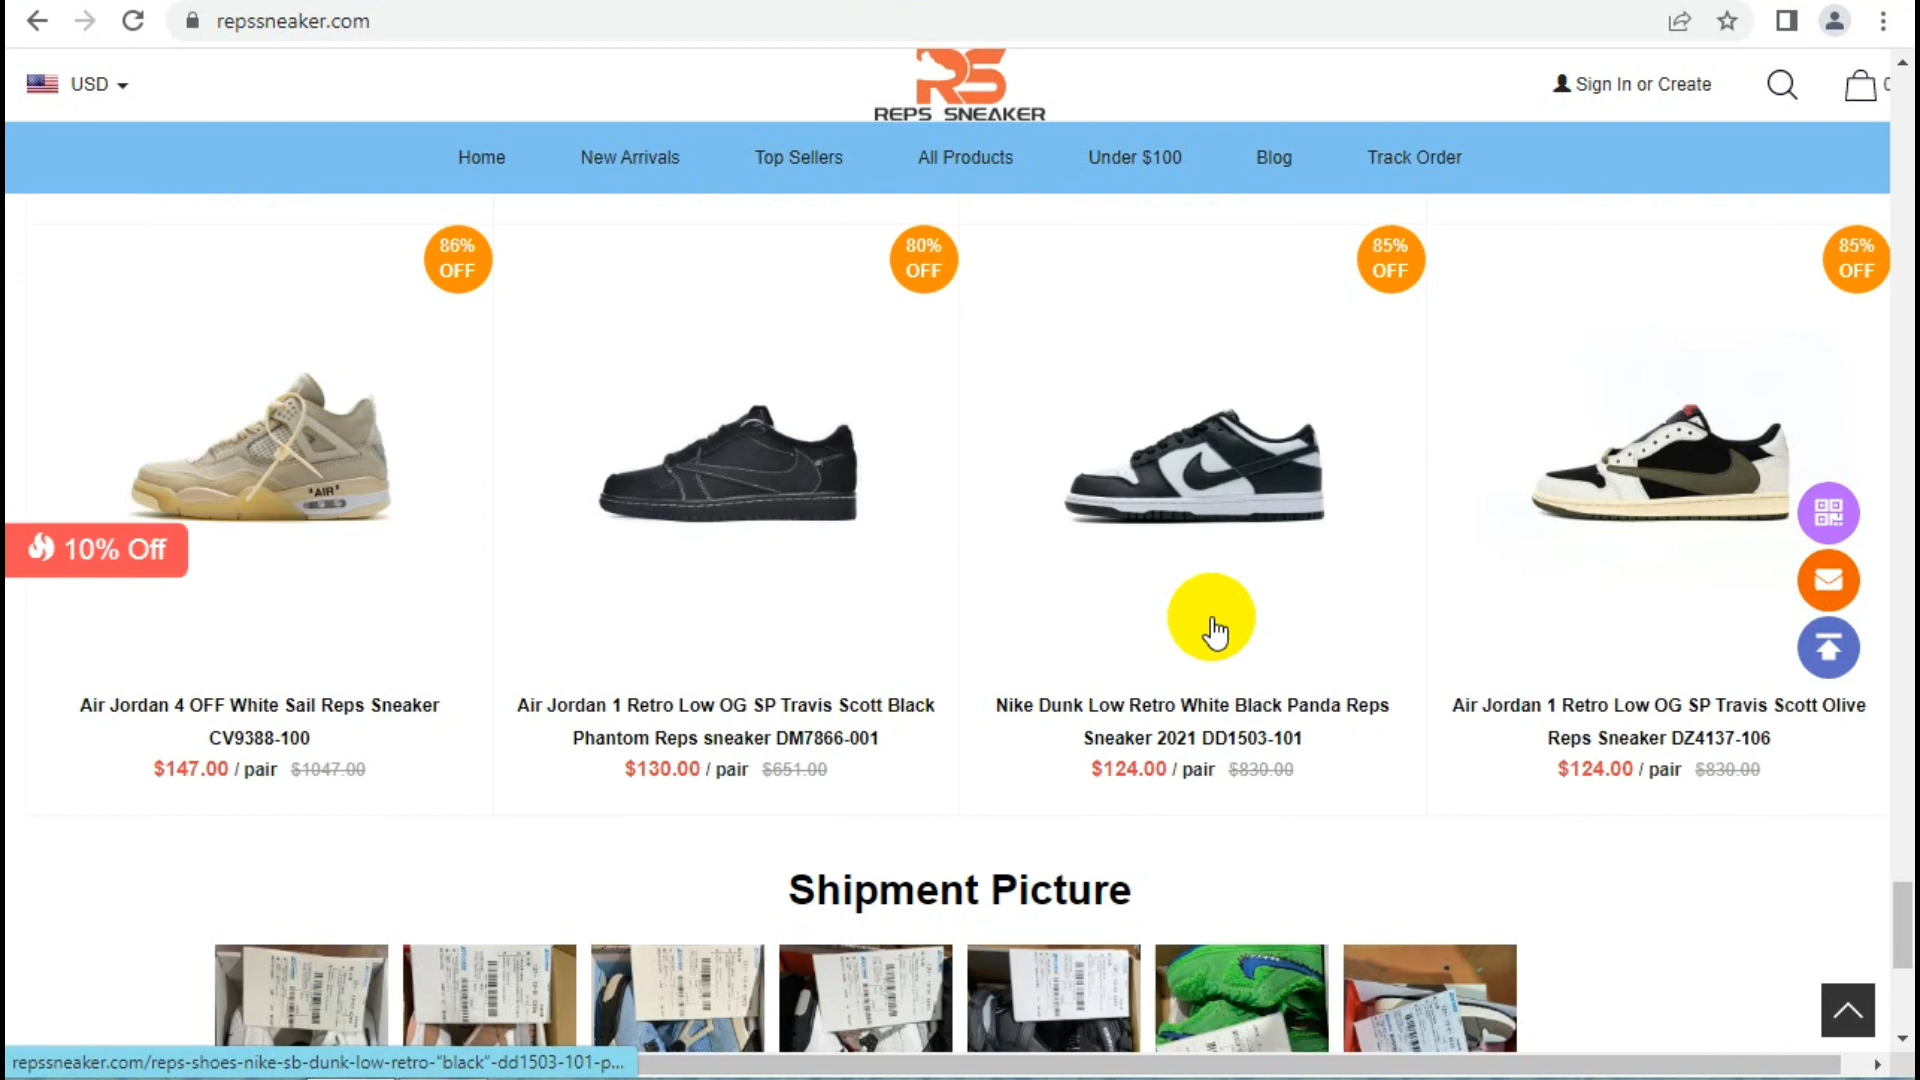 repssneaker.com
USD
RS
REPS SNEAKER
Sign In or Create
0
Home
New Arrivals
Top Sellers
All Products
Under $100
Blog
Track Order
86%
OFF
80%
OFF
85%
OFF
85%
OFF
"AIR"
10% Off
Air Jordan 4 OFF White Sail Reps Sneaker
CV9388-100
$147.00 / pair $1047.00
Air Jordan 1 Retro Low OG SP Travis Scott Black
Phantom Reps sneaker DM7866-001
$130.00 / pair $651.00
Nike Dunk Low Retro White Black Panda Reps
Sneaker 2021 DD1503-101
$124.00 / pair $830.00
Air Jordan 1 Retro Low OG SP Travis Scott Olive
Reps Sneaker DZ4137-106
$124.00 / pair $830.00
Shipment Picture
repssneaker.com/reps-shoes-nike-sb-dunk-low-retro-“black”-dd1503-101-p...